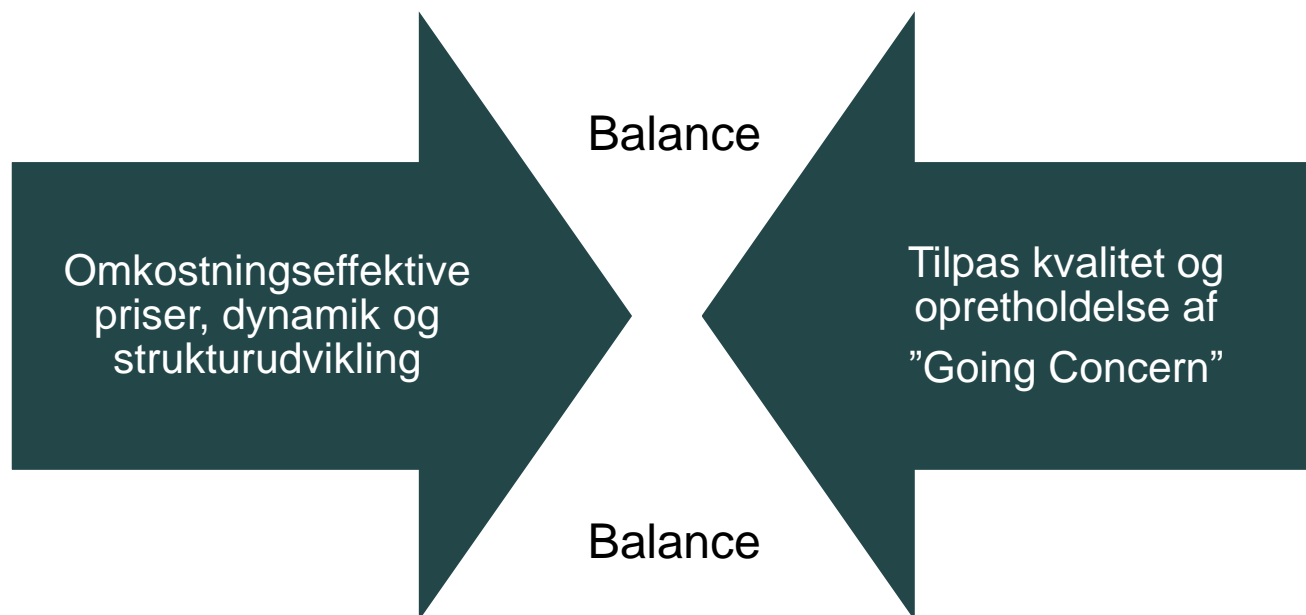 Balance
Omkostningseffektive
priser, dynamik og
strukturudvikling
Tilpas kvalitet og
opretholdelse af
”Going Concern”
Balance